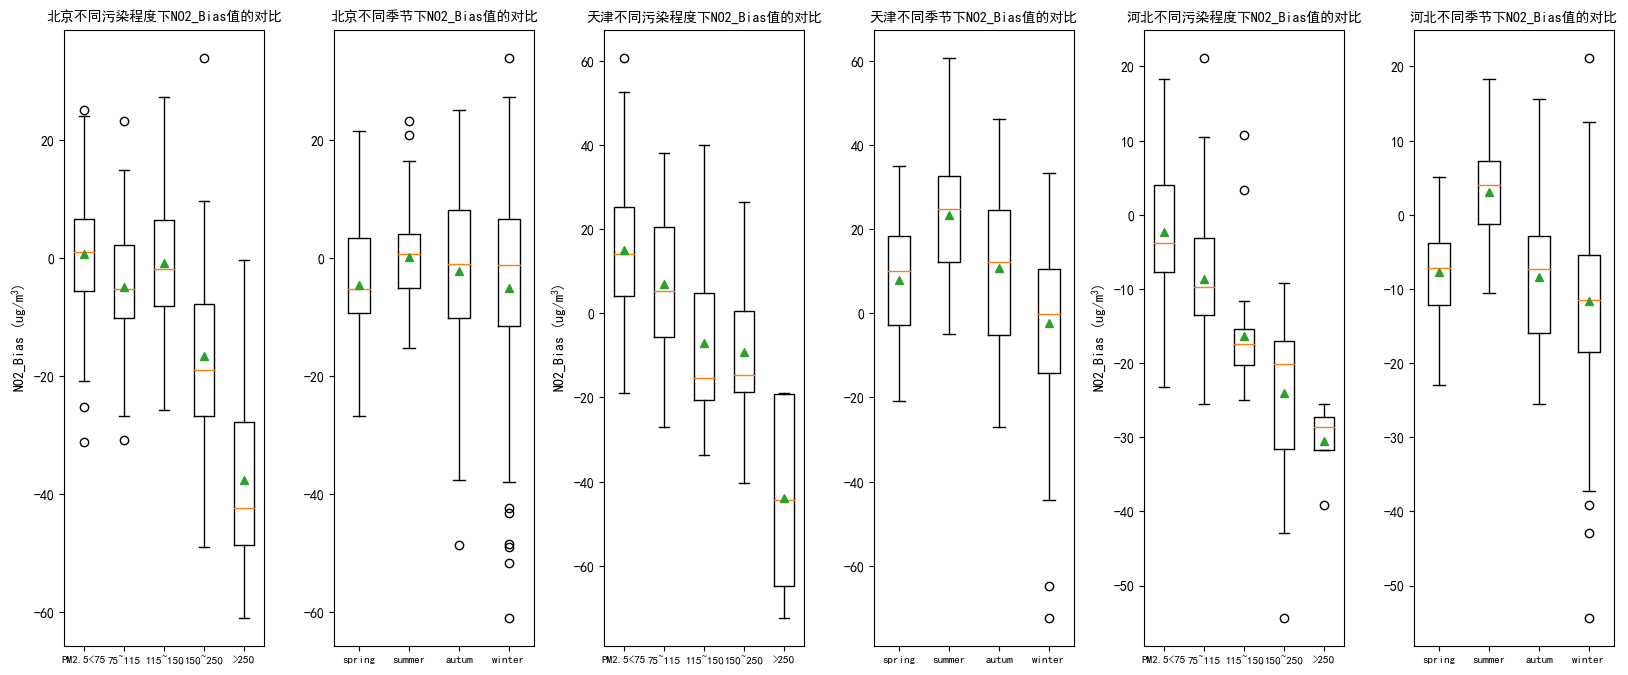 北京不同污染程度下NO2_Bias值的对比
NO2_Bias (ug/m³)
20
0
−20
−40
−60
PM2.5<75 75~115 115~150 150~250 >250
北京不同季节下NO2_Bias值的对比
20
0
−20
−40
−60
spring summer autum winter
天津不同污染程度下NO2_Bias值的对比
NO2_Bias (ug/m³)
60
40
20
0
−20
−40
−60
PM2.5<75 75~115 115~150 150~250 >250
天津不同季节下NO2_Bias值的对比
60
40
20
0
−20
−40
−60
spring summer autum winter
河北不同污染程度下NO2_Bias值的对比
NO2_Bias (ug/m³)
20
10
0
−10
−20
−30
−40
−50
PM2.5<75 75~115 115~150 150~250 >250
河北不同季节下NO2_Bias值的对比
20
10
0
−10
−20
−30
−40
−50
spring summer autum winter